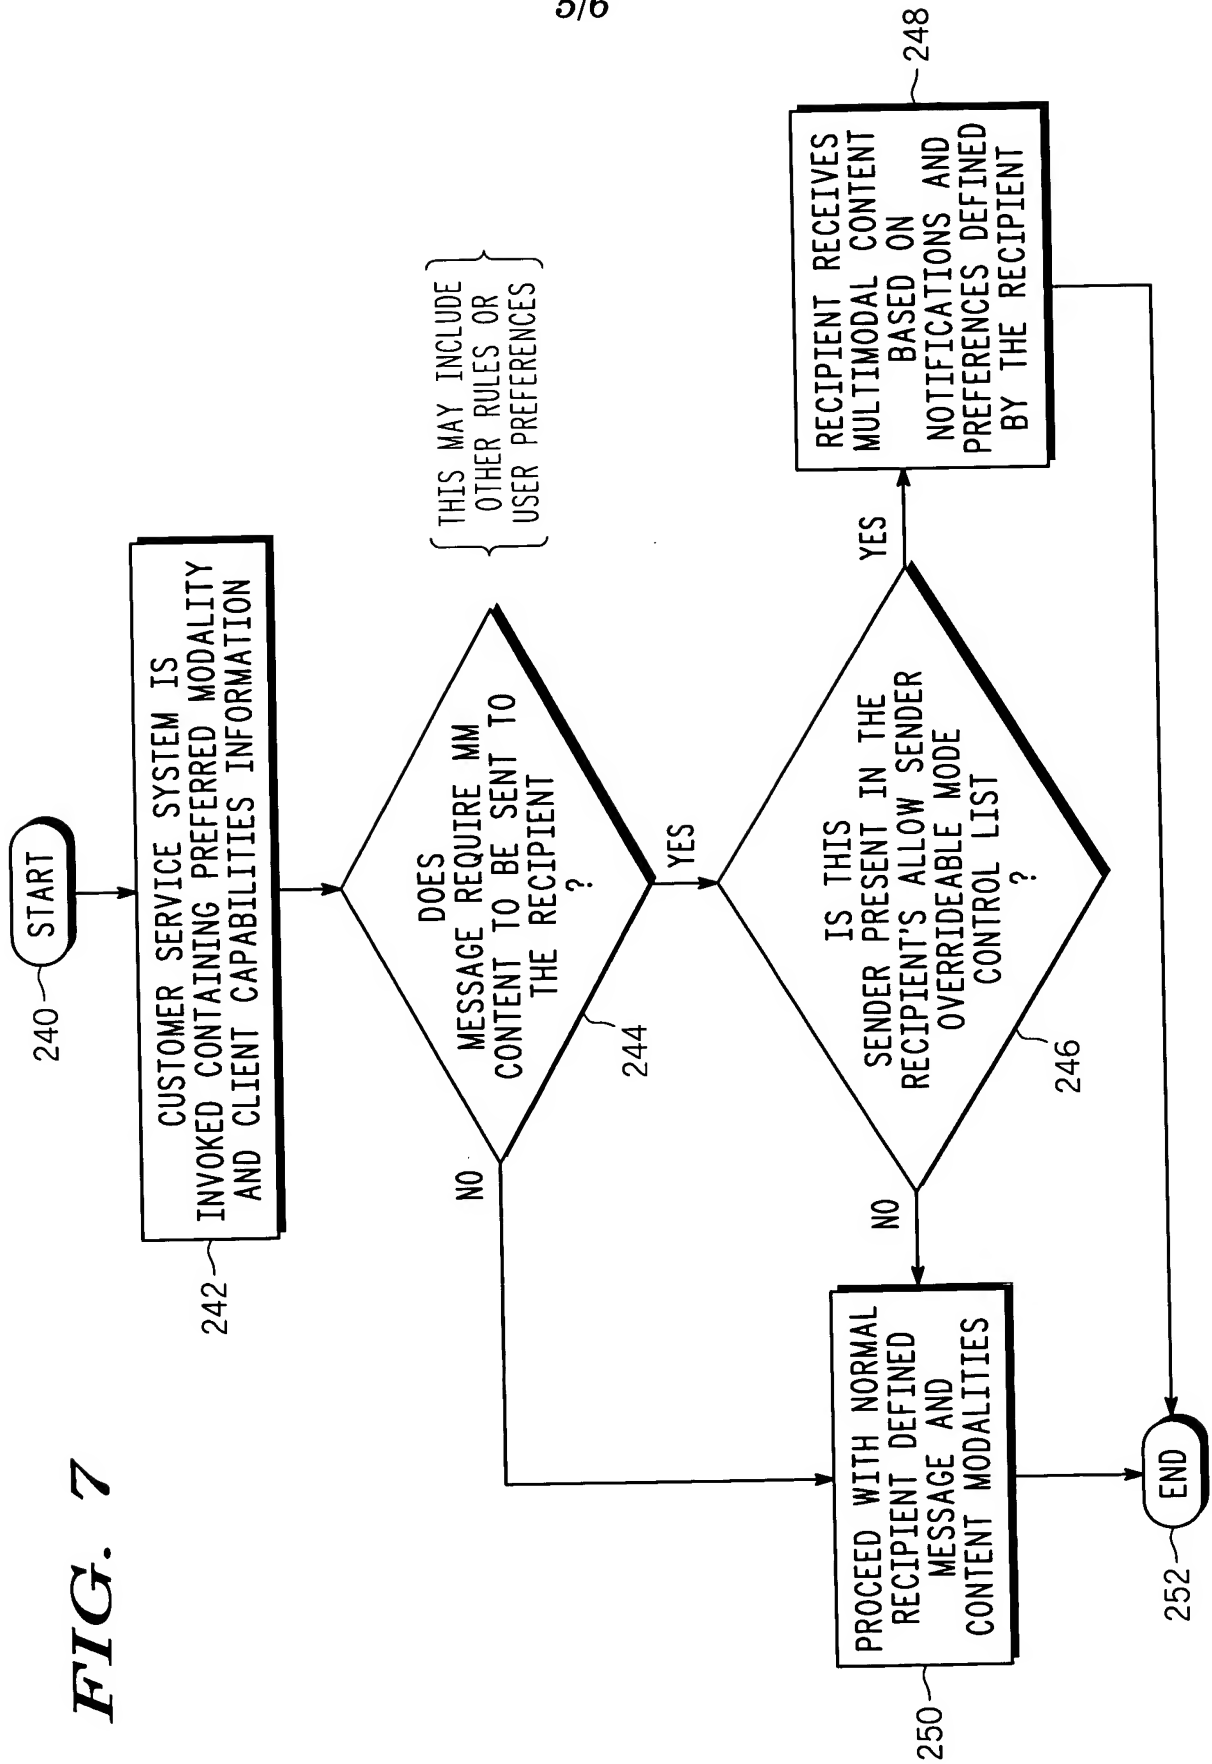 5/6
FIG. 7
240
START
242
CUSTOMER SERVICE SYSTEM IS
INVOKED CONTAINING PREFERRED MODALITY
AND CLIENT CAPABILITIES INFORMATION
DOES
MESSAGE REQUIRE MM
CONTENT TO BE SENT TO
THE RECIPIENT
?
244
THIS MAY INCLUDE
OTHER RULES OR
USER PREFERENCES
NO
YES
IS THIS
SENDER PRESENT IN THE
RECIPIENT'S ALLOW SENDER
OVERRIDEABLE MODE
CONTROL LIST
?
246
NO
YES
RECIPIENT RECEIVES
MULTIMODAL CONTENT
BASED ON
NOTIFICATIONS AND
PREFERENCES DEFINED
BY THE RECIPIENT
248
PROCEED WITH NORMAL
RECIPIENT DEFINED
MESSAGE AND
CONTENT MODALITIES
250
END
252